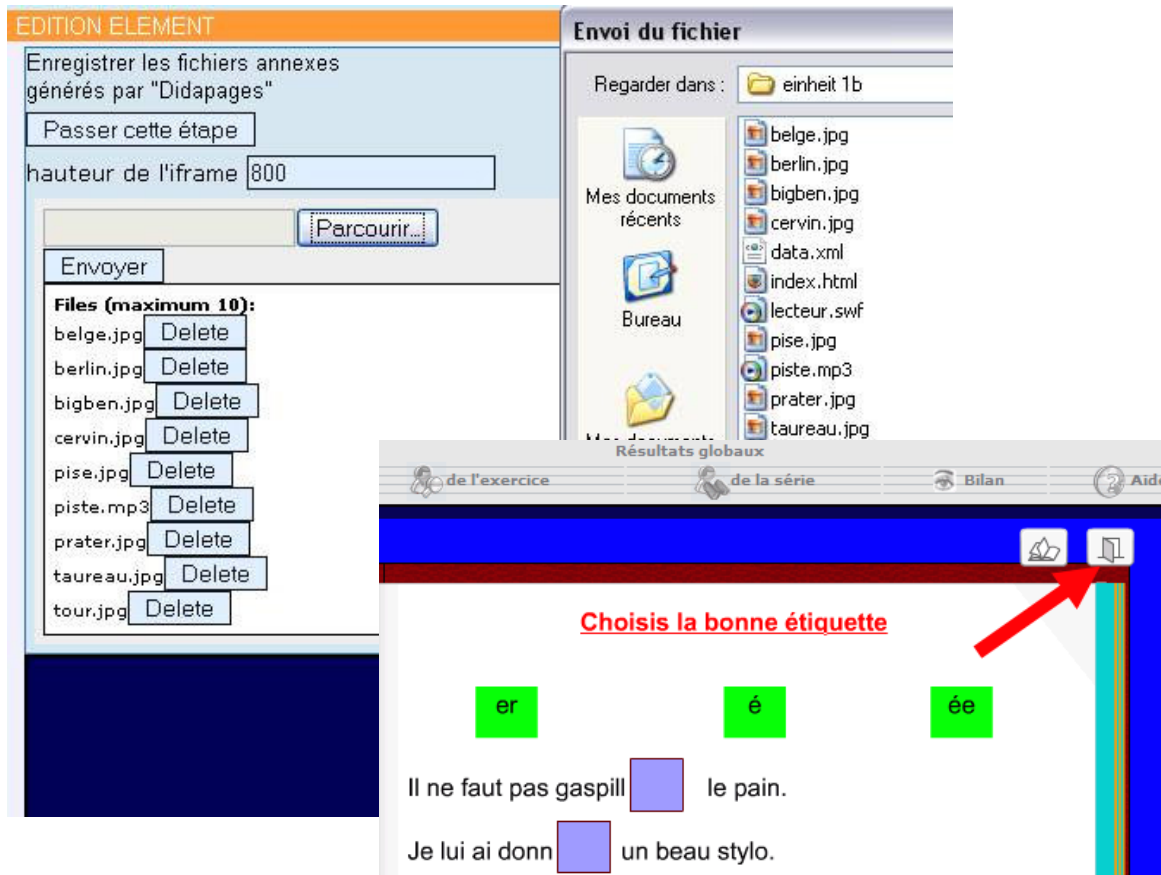 EDITION ELEMENT
Enregistrer les fichiers annexes
générés par "Didapages"
Passer cette étape
hauteur de l'iframe 800
Parcourir...
Envoyer
Files (maximum 10):
belge.jpg Delete
berlin.jpg Delete
bigben.jpg Delete
cervin.jpg Delete
pise.jpg Delete
piste.mp3 Delete
prater.jpg Delete
taureau.jpg Delete
tour.jpg Delete
Envoi du fichier
Regarder dans : einheit 1b
Mes documents
récents
Bureau
Mes documents
belge.jpg
berlin.jpg
bigben.jpg
cervin.jpg
data.xml
index.html
lecteur.swf
pise.jpg
piste.mp3
prater.jpg
taureau.jpg
Résultats globaux
de l'exercice de la série Bilan Aide
Choisis la bonne étiquette
er é ée
Il ne faut pas gaspill le pain.
Je lui ai donn un beau stylo.